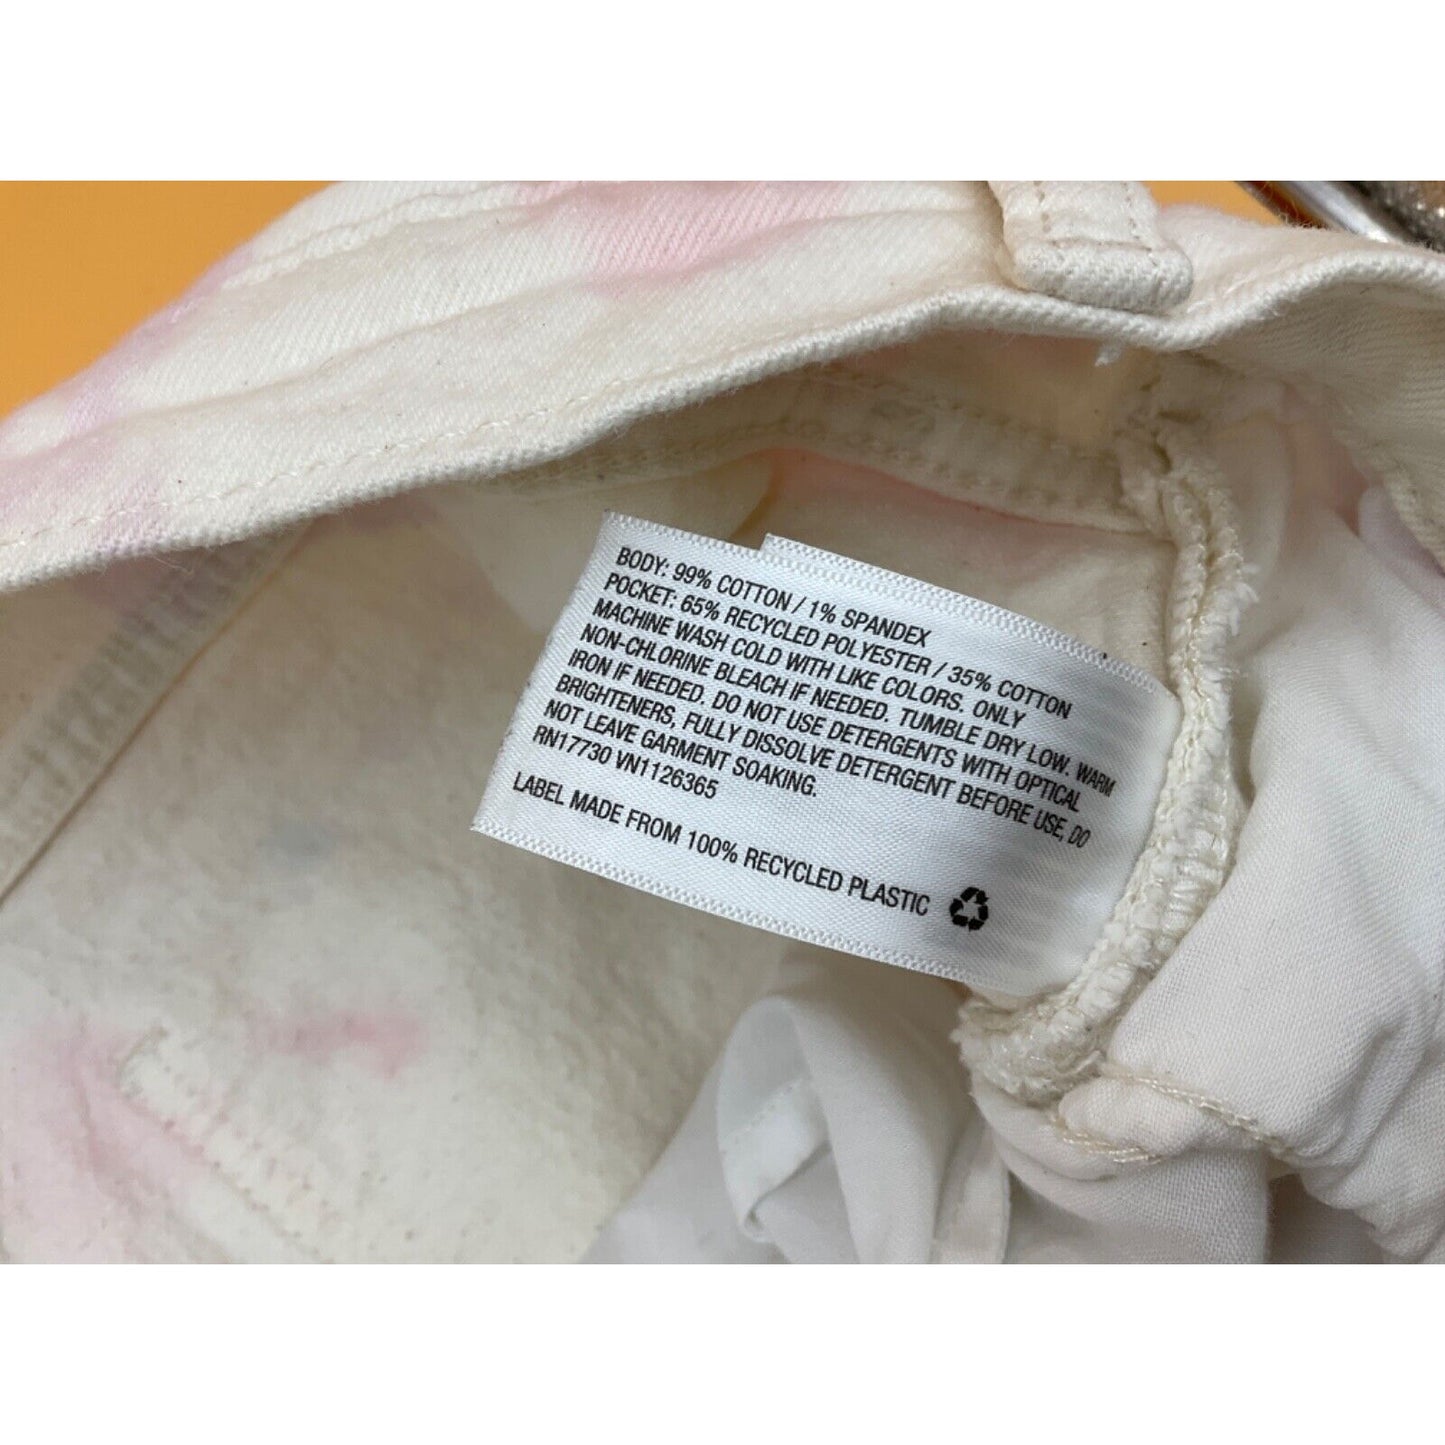 BODY: 99% COTTON / 1% SPANDEX
POCKET: 65% RECYCLED POLYESTER / 35% COTTON
MACHINE WASH COLD WITH LIKE COLORS. ONLY
NON-CHLORINE BLEACH IF NEEDED. TUMBLE DRY LOW. WARM
IRON IF NEEDED. DO NOT USE DETERGENTS WITH OPTICAL
BRIGHTENERS, FULLY DISSOLVE DETERGENT BEFORE USE, DO
NOT LEAVE GARMENT SOAKING.
RN17730 VN1126365
LABEL MADE FROM 100% RECYCLED PLASTIC